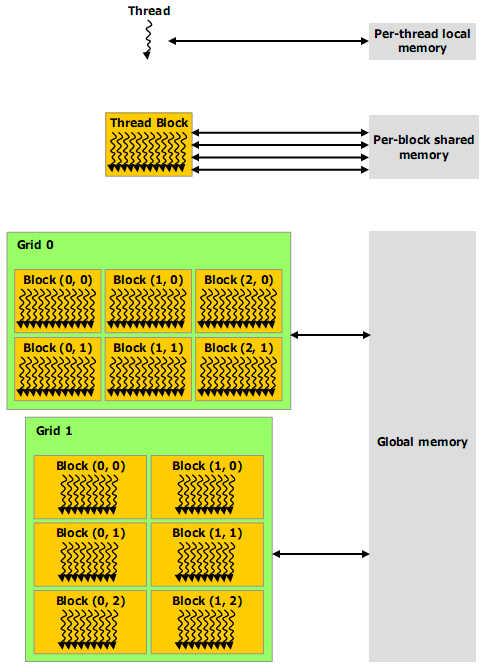 Thread
Per-thread local
memory
Thread Block
Per-block shared
memory
Grid 0
Block (0, 0) Block (1, 0) Block (2, 0)
Block (0, 1) Block (1, 1) Block (2, 1)
Global memory
Grid 1
Block (0, 0) Block (1, 0)
Block (0, 1) Block (1, 1)
Block (0, 2) Block (1, 2)